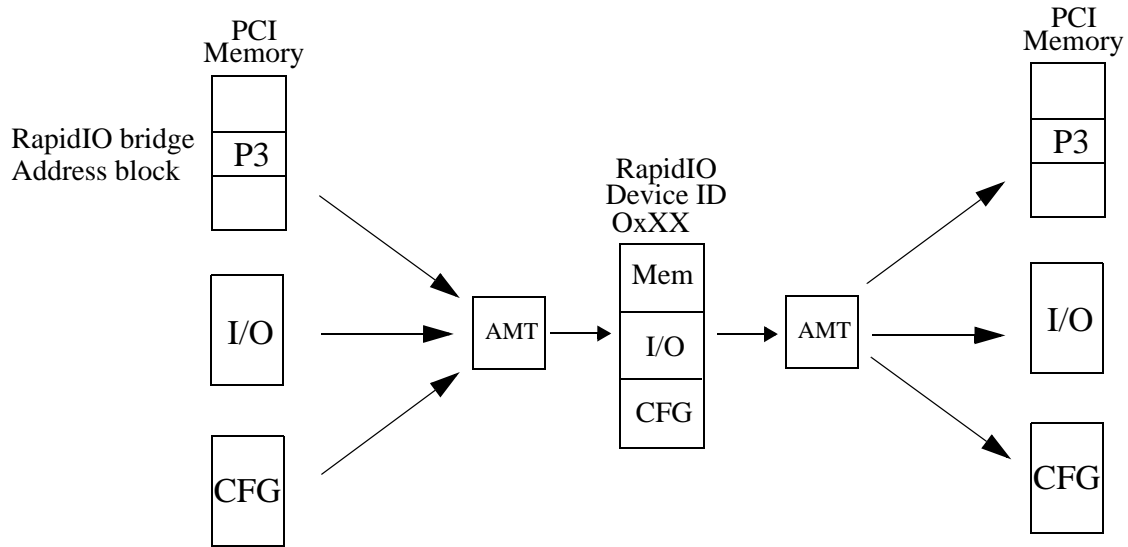 PCI
Memory
RapidIO bridge
Address block
P3
I/O
CFG
AMT
RapidIO
Device ID
OxXX
Mem
I/O
CFG
AMT
PCI
Memory
P3
I/O
CFG